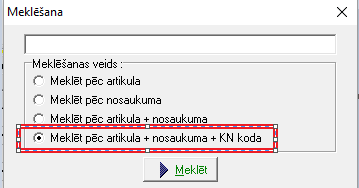 Meklēšana
Meklēšanas veids :
Meklēt pēc artikula
Meklēt pēc nosaukuma
Meklēt pēc artikula + nosaukuma
Meklēt pēc artikula + nosaukuma + KN koda
Meklēt